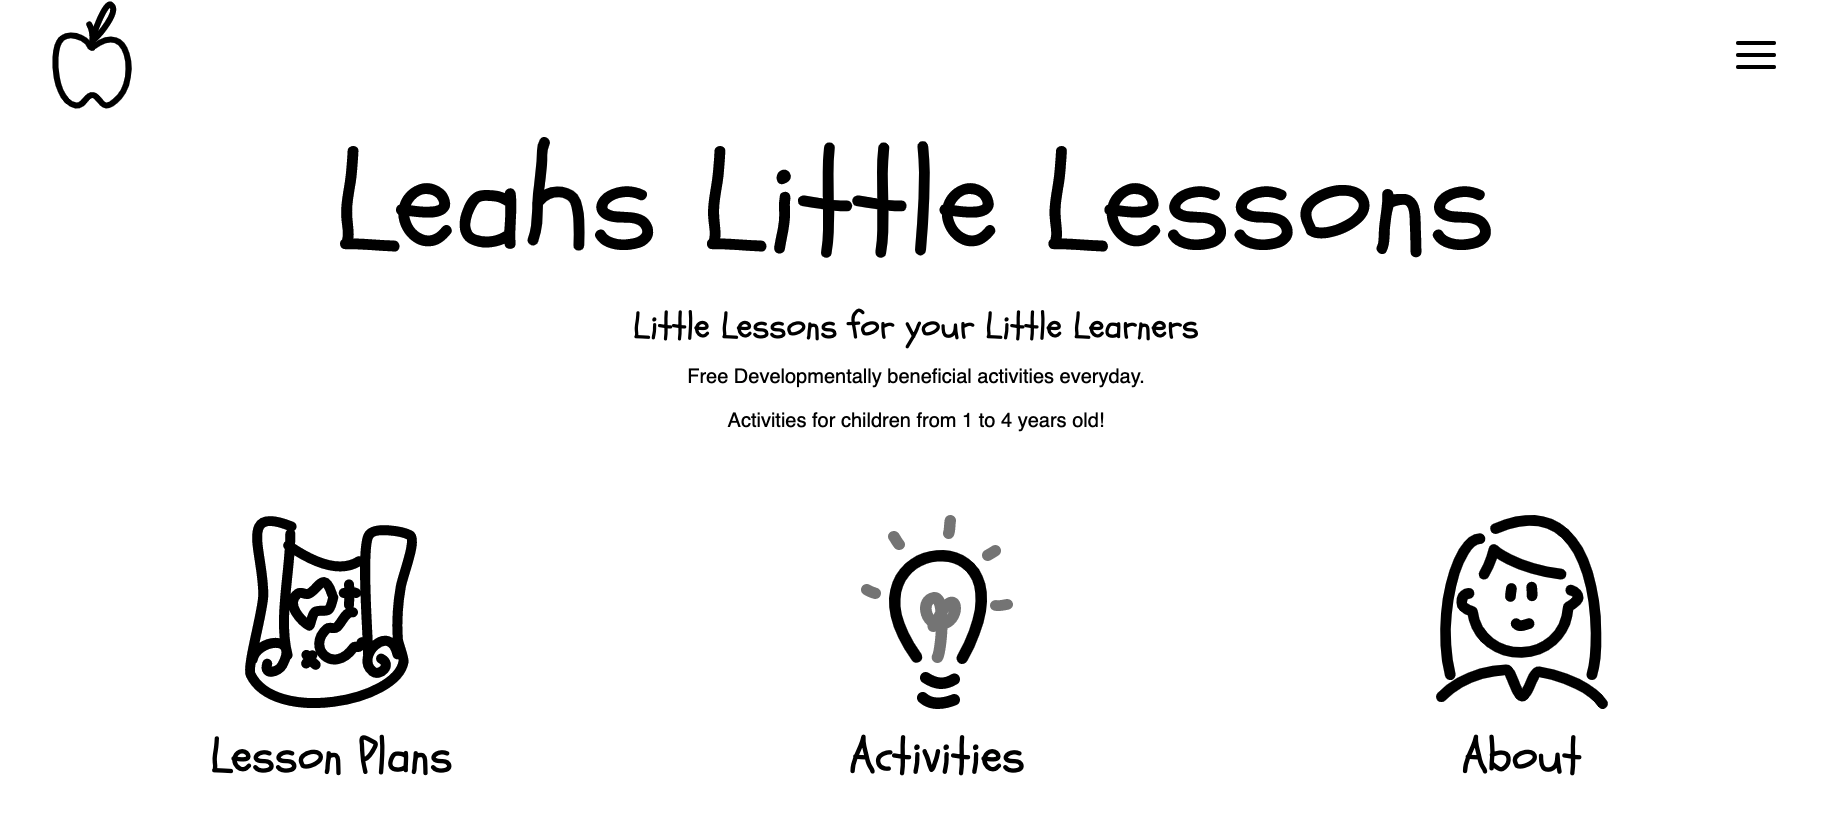 Leahs Little Lessons
Little Lessons for your Little Learners
Free Developmentally beneficial activities everyday.
Activities for children from 1 to 4 years old!
Lesson Plans
Activities
About